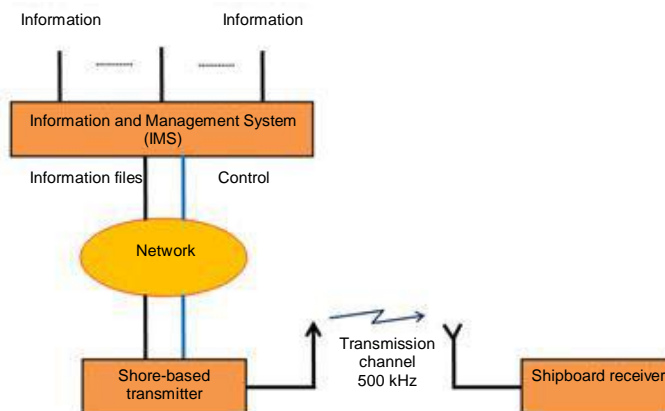 Information
Information
Information and Management System
(IMS)
Information files
Control
Network
Transmission
channel
500 kHz
Shore-based
transmitter
Shipboard receiver